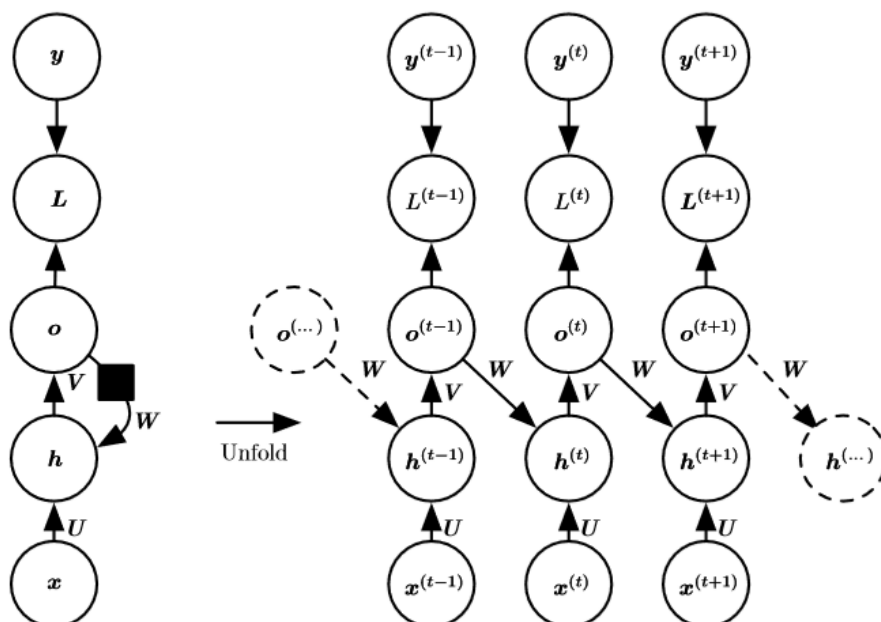 y y^(t−1) y^(t) y^(t+1)
L L^(t−1) L^(t) L^(t+1)
o o^(...) o^(t−1) o^(t) o^(t+1)
W W W W
V V V V
W
Unfold
h h^(t−1) h^(t) h^(t+1) h^(...)
U U U U
x x^(t−1) x^(t) x^(t+1)